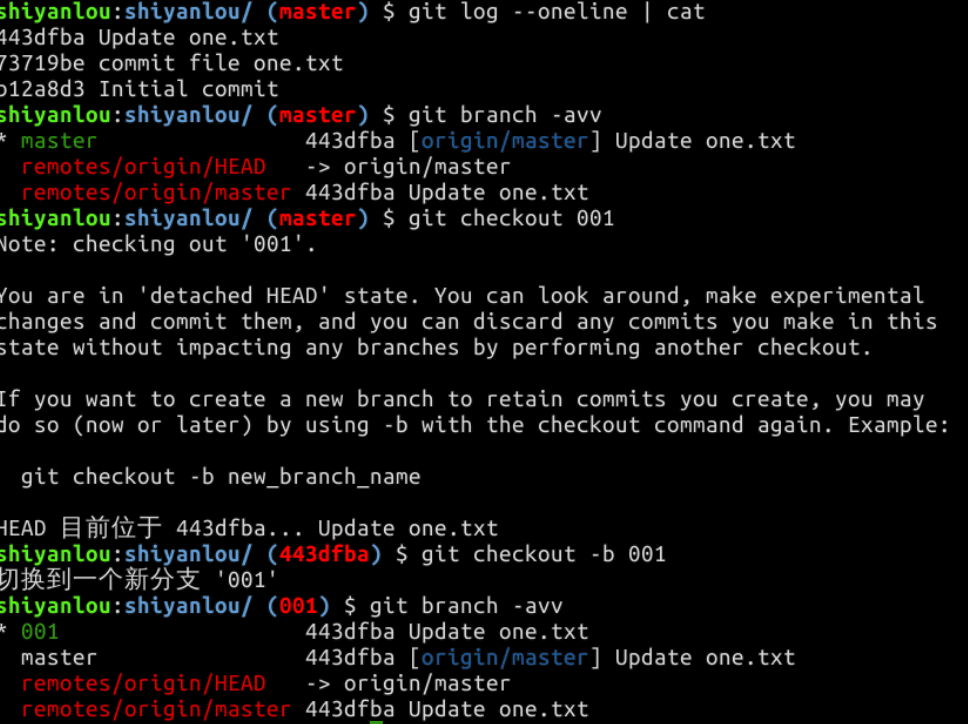 shiyanlou:shiyanlou/ (master) $ git log --oneline | cat
443dfba Update one.txt
73719be commit file one.txt
b12a8d3 Initial commit
shiyanlou:shiyanlou/ (master) $ git branch -avv
* master 443dfba [origin/master] Update one.txt
remotes/origin/HEAD -> origin/master
remotes/origin/master 443dfba Update one.txt
shiyanlou:shiyanlou/ (master) $ git checkout 001
Note: checking out '001'.
You are in 'detached HEAD' state. You can look around, make experimental
changes and commit them, and you can discard any commits you make in this
state without impacting any branches by performing another checkout.
If you want to create a new branch to retain commits you create, you may
do so (now or later) by using -b with the checkout command again. Example:
git checkout -b new_branch_name
HEAD 目前位于 443dfba... Update one.txt
shiyanlou:shiyanlou/ (443dfba) $ git checkout -b 001
切换到一个新分支 '001'
shiyanlou:shiyanlou/ (001) $ git branch -avv
* 001 443dfba Update one.txt
master 443dfba [origin/master] Update one.txt
remotes/origin/HEAD -> origin/master
remotes/origin/master 443dfba Update one.txt